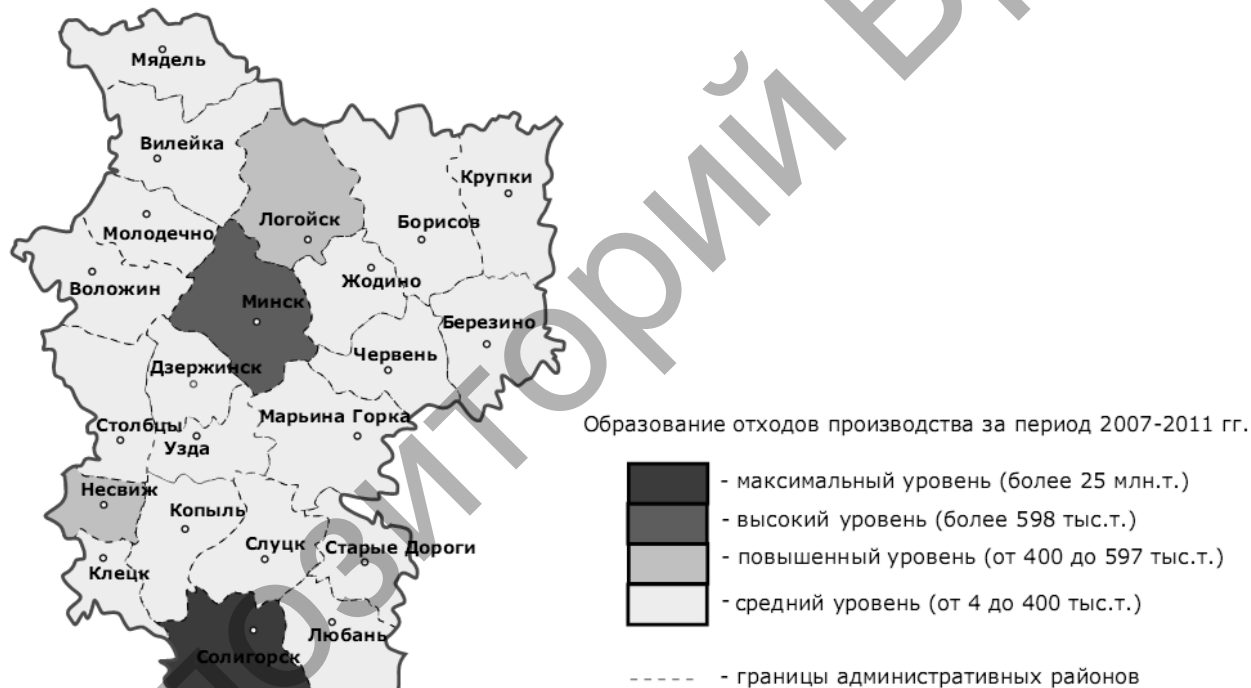 Мядель
Вилейка
Крупки
Логойск
Борисов
Молодечно
Жодино
Воложин
Минск
Березино
Червень
Дзержинск
Марьина Горка
Столбцы
Узда
Несвиж
Копыль
Слуцк
Старые Дороги
Клецк
Любань
Солигорск
Образование отходов производства за период 2007-2011 гг.
- максимальный уровень (более 25 млн.т.)
- высокий уровень (более 598 тыс.т.)
- повышенный уровень (от 400 до 597 тыс.т.)
- средний уровень (от 4 до 400 тыс.т.)
- границы административных районов